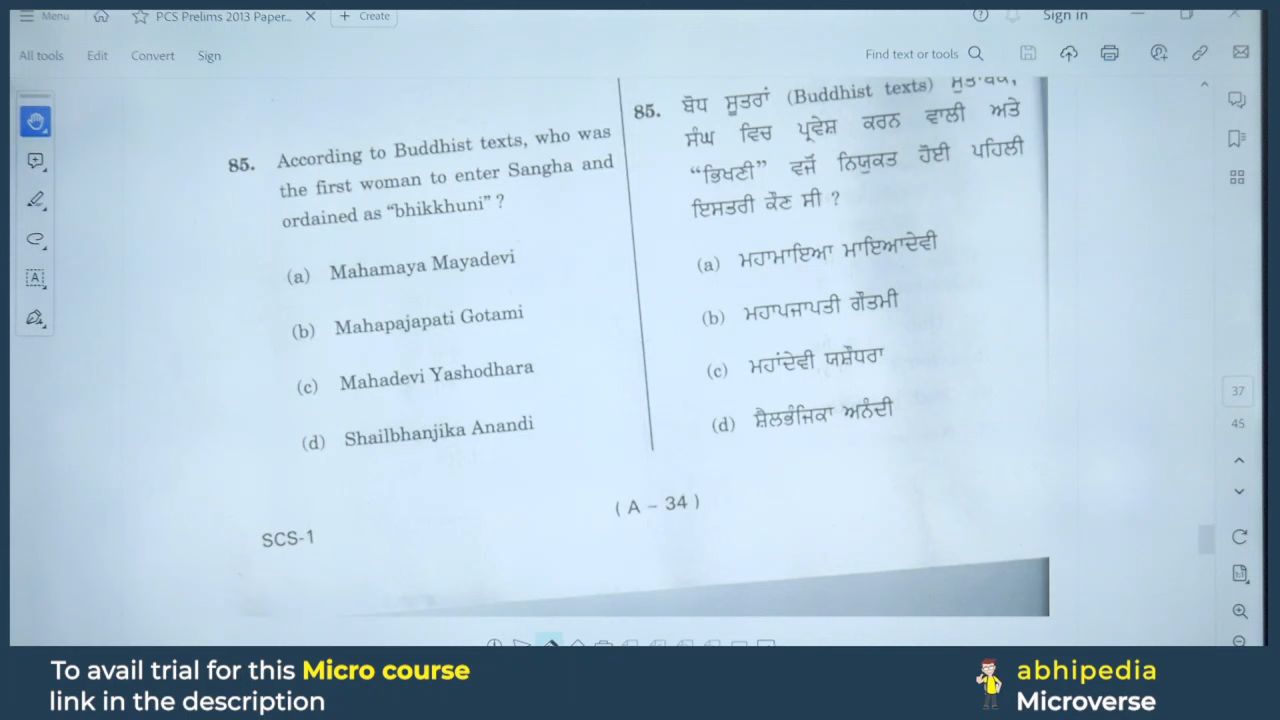 Menu
PCS Prelims 2013 Paper...
+ Create
Sign in
All tools
Edit
Convert
Sign
Find text or tools
85. According to Buddhist texts, who was
the first woman to enter Sangha and
ordained as “bhikkhuni” ?
(a) Mahamaya Mayadevi
(b) Mahapajapati Gotami
(c) Mahadevi Yashodhara
(d) Shailbhanjika Anandi
85. ਬੋਧ ਸੂਤਰਾਂ (Buddhist texts) ਮੁਤਾਬਕ,
ਸੰਘ ਵਿਚ ਪ੍ਰਵੇਸ਼ ਕਰਨ ਵਾਲੀ ਅਤੇ
“ਭਿਖਣੀ” ਵਜੋਂ ਨਿਯੁਕਤ ਹੋਈ ਪਹਿਲੀ
ਇਸਤਰੀ ਕੌਣ ਸੀ ?
(a) ਮਹਾਮਾਇਆ ਮਾਇਆਦੇਵੀ
(b) ਮਹਾਪਜਾਪਤੀ ਗੌਤਮੀ
(c) ਮਹਾਂਦੇਵੀ ਯਸ਼ੋਧਰਾ
(d) ਸ਼ੈਲਭੰਜਿਕਾ ਅਨੰਦੀ
( A – 34 )
SCS-1
37
45
To avail trial for this Micro course
link in the description
abhipedia
Microverse